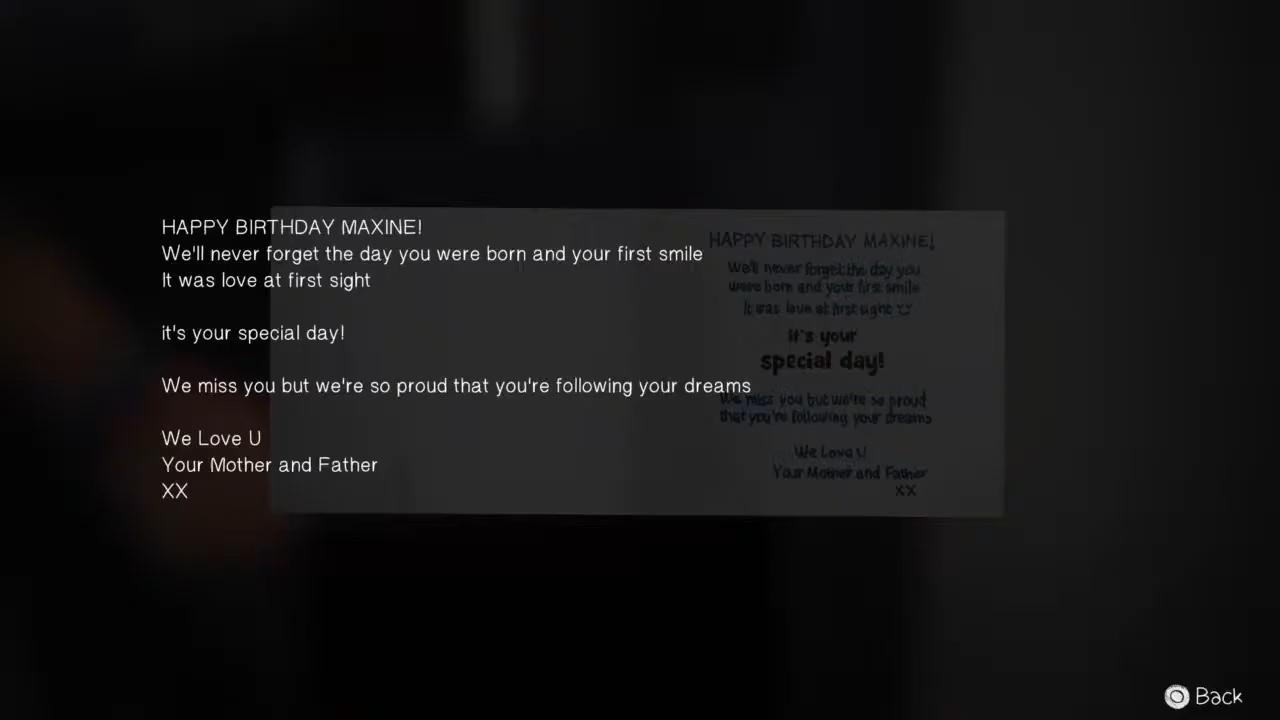 HAPPY BIRTHDAY MAXINE!
We'll never forget the day you were born and your first smile
It was love at first sight
it's your special day!
We miss you but we're so proud that you're following your dreams
We Love U
Your Mother and Father
XX
HAPPY BIRTHDAY MAXINE!
We'll never forget the day you
were born and your first smile
It was love at first sight
it's your
special day!
We miss you but we're so proud
that you're following your dreams
We Love U
Your Mother and Father
XX
Back